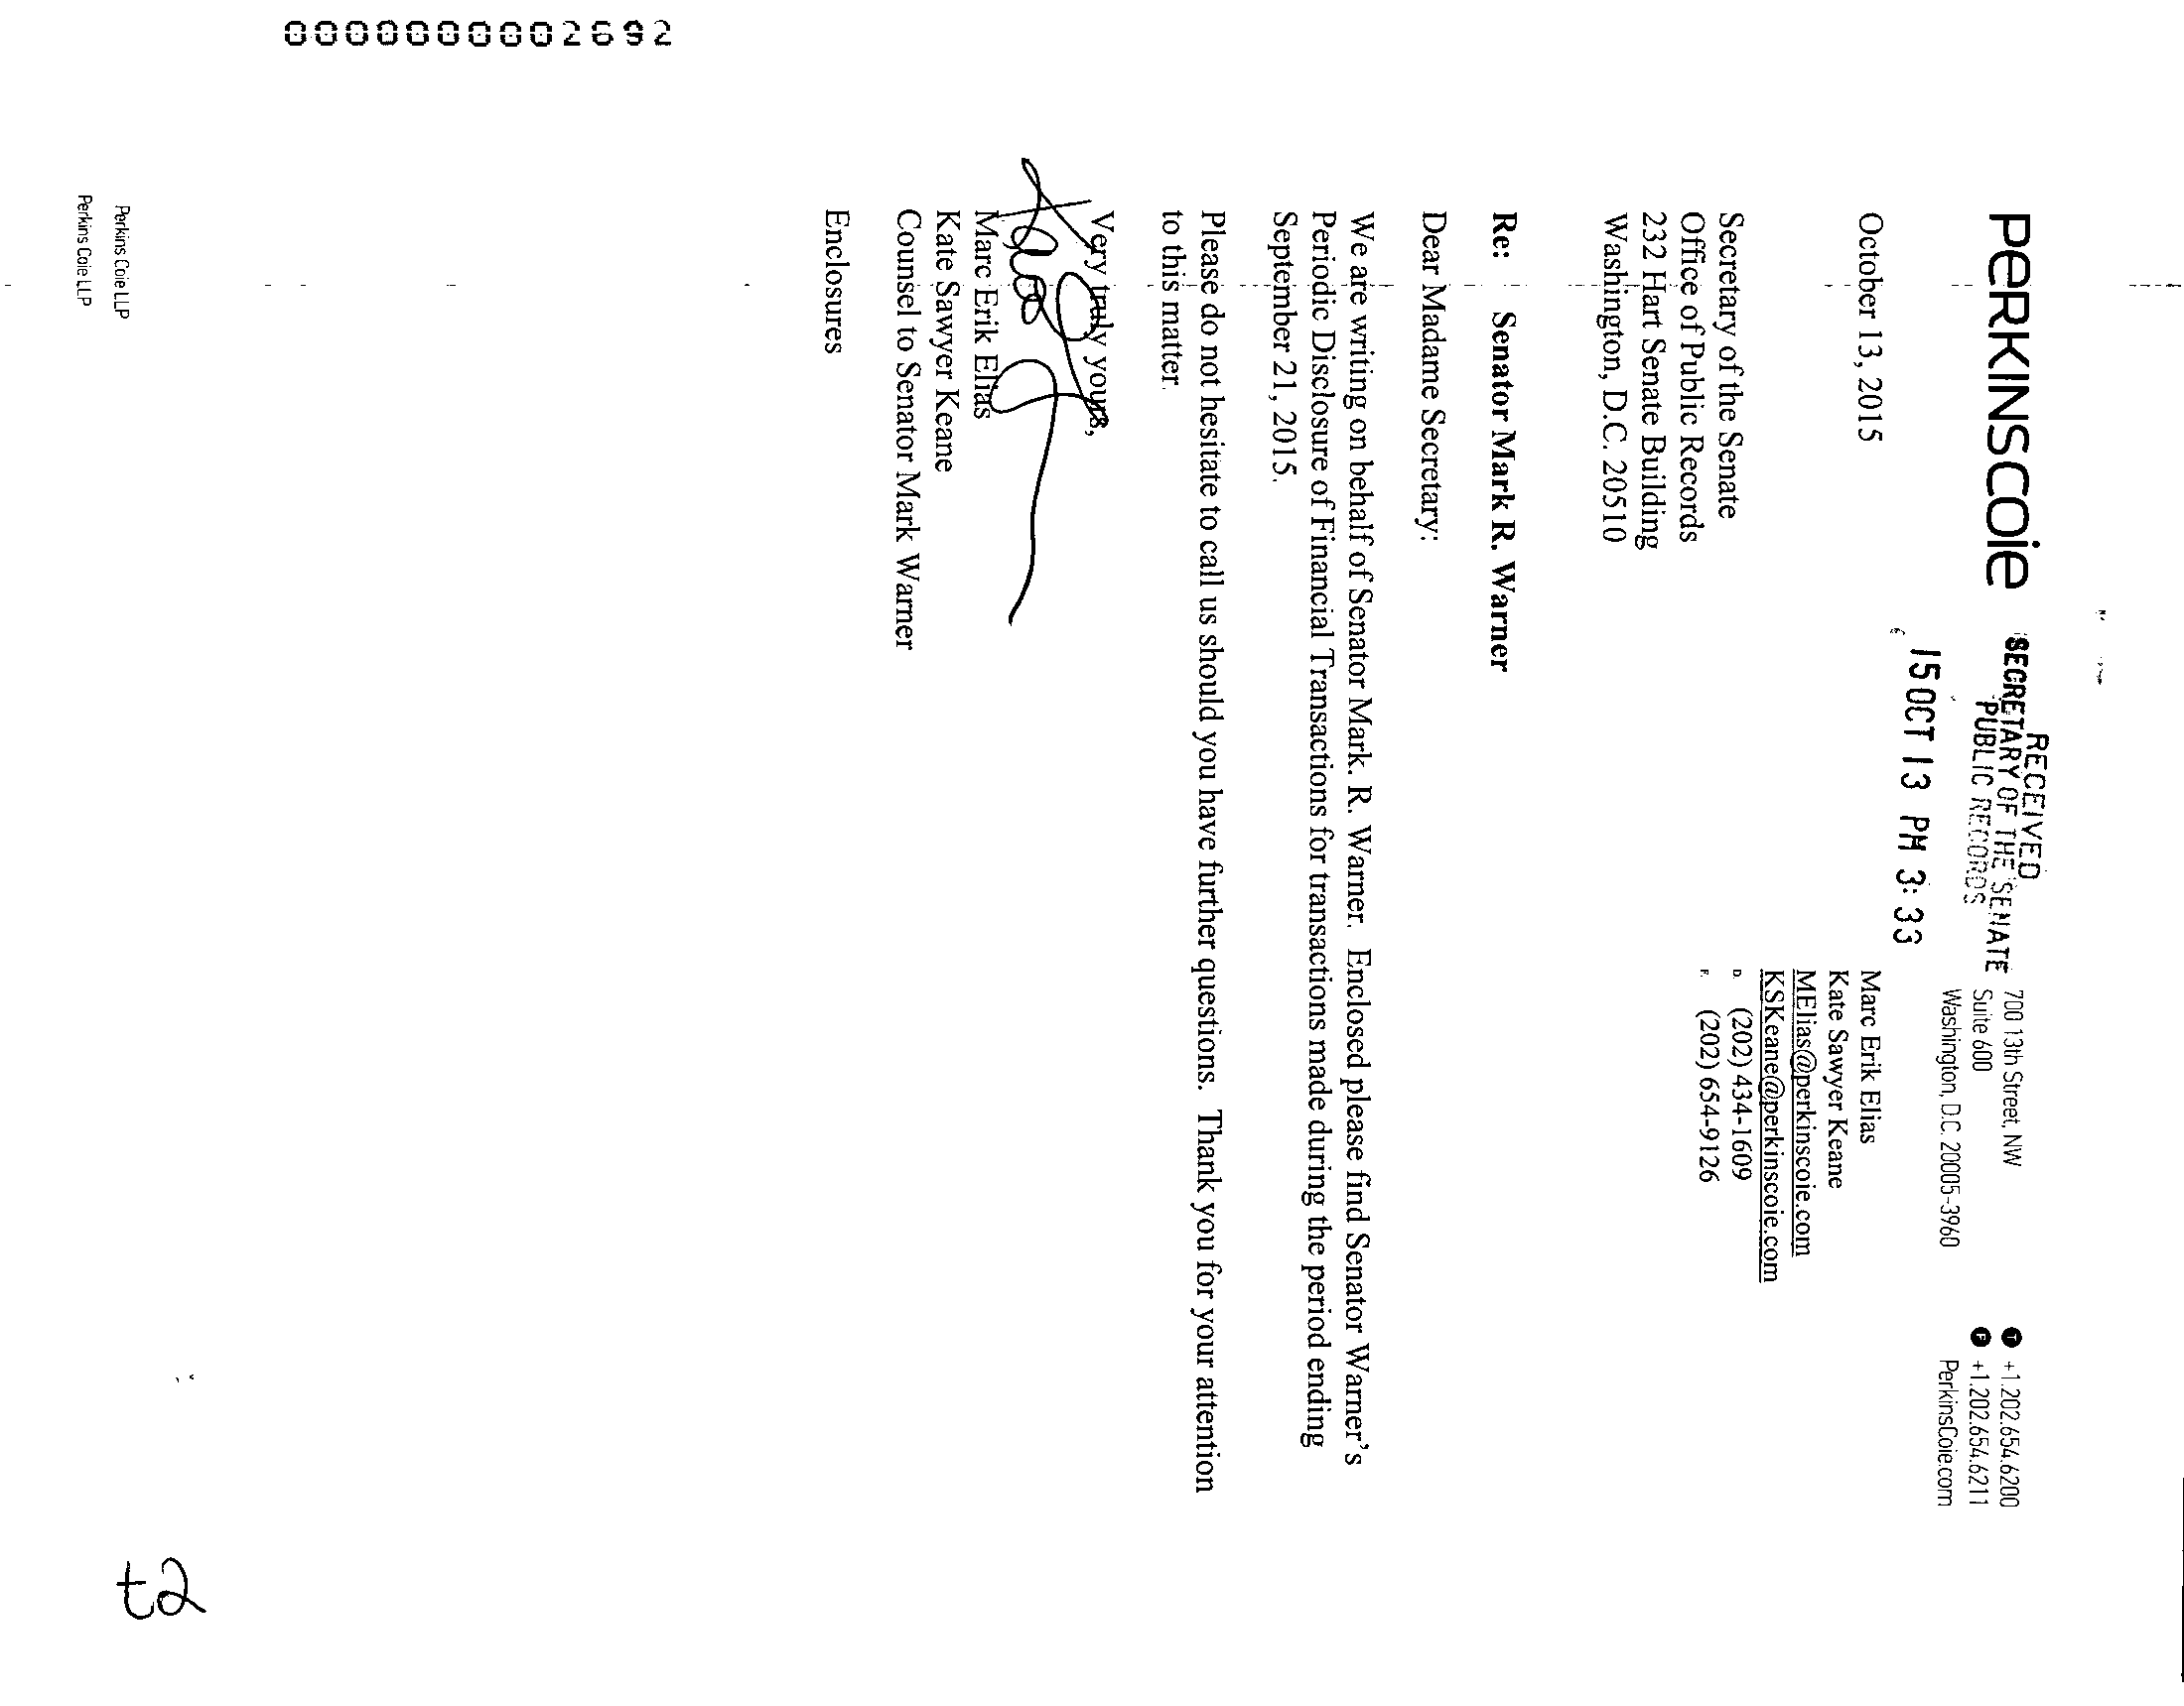 PERKINSCOIE
RECEIVED
SECRETARY OF THE SENATE
PUBLIC RECORDS
15 OCT 13 PM 3:33
700 13th Street, NW
Suite 600
Washington, D.C. 20005-3960
T +1.202.654.6200
F +1.202.654.6211
PerkinsCoie.com
October 13, 2015
Marc Erik Elias
Kate Sawyer Keane
MElias@perkinscoie.com
KSKeane@perkinscoie.com
D. (202) 434-1609
F. (202) 654-9126
Secretary of the Senate
Office of Public Records
232 Hart Senate Building
Washington, D.C. 20510
Re: Senator Mark R. Warner
Dear Madame Secretary:
We are writing on behalf of Senator Mark. R. Warner. Enclosed please find Senator Warner's
Periodic Disclosure of Financial Transactions for transactions made during the period ending
September 21, 2015.
Please do not hesitate to call us should you have further questions. Thank you for your attention
to this matter.
Very truly yours,
Marc Erik Elias
Kate Sawyer Keane
Counsel to Senator Mark Warner
Enclosures
Perkins Coie LLP
Perkins Coie LLP
000000002692